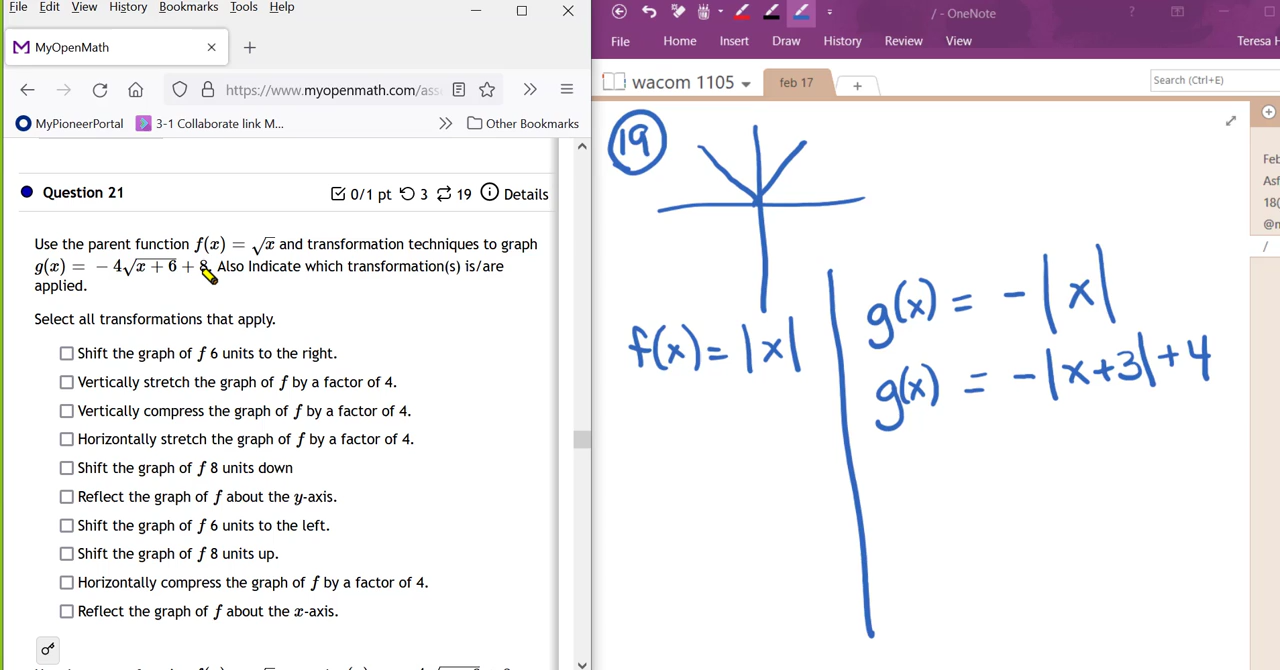 File Edit View History Bookmarks Tools Help
MyOpenMath
https://www.myopenmath.com/asse
MyPioneerPortal 3-1 Collaborate link M... Other Bookmarks
Question 21 0/1 pt 3 19 Details
Use the parent function f(x) = √x and transformation techniques to graph
g(x) = − 4√(x + 6) + 8. Also Indicate which transformation(s) is/are
applied.
Select all transformations that apply.
Shift the graph of f 6 units to the right.
Vertically stretch the graph of f by a factor of 4.
Vertically compress the graph of f by a factor of 4.
Horizontally stretch the graph of f by a factor of 4.
Shift the graph of f 8 units down
Reflect the graph of f about the y-axis.
Shift the graph of f 6 units to the left.
Shift the graph of f 8 units up.
Horizontally compress the graph of f by a factor of 4.
Reflect the graph of f about the x-axis.
/ - OneNote
File Home Insert Draw History Review View Teresa H
wacom 1105 feb 17 Search (Ctrl+E)
19
f(x) = |x|
g(x) = -|x|
g(x) = -|x+3|+4
Feb
Asf
18(
@n
/